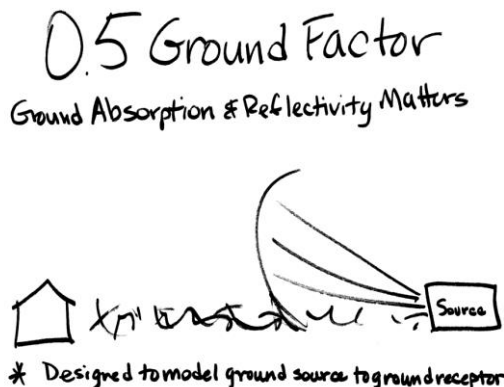 0.5 Ground Factor
Ground Absorption & Reflectivity Matters
Source
* Designed to model ground source to ground receptor